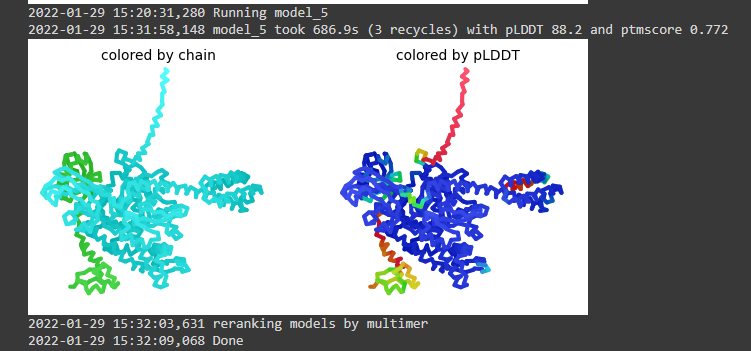 2022-01-29 15:20:31,280 Running model_5
2022-01-29 15:31:58,148 model_5 took 686.9s (3 recycles) with pLDDT 88.2 and ptmscore 0.772
colored by chain
colored by pLDDT
2022-01-29 15:32:03,631 reranking models by multimer
2022-01-29 15:32:09,068 Done